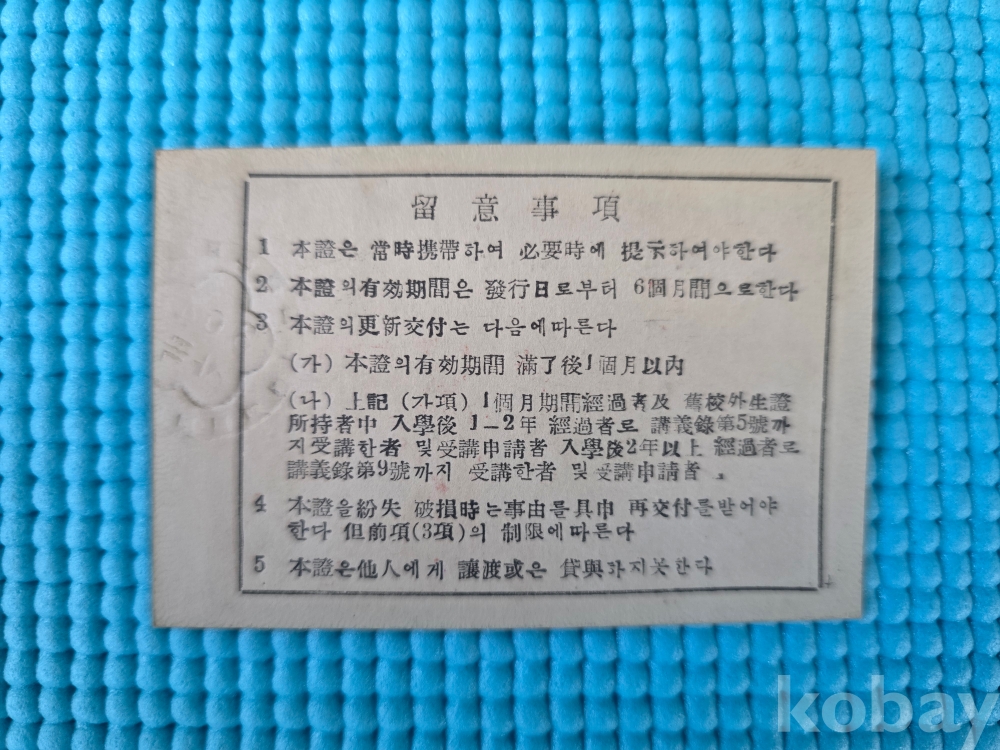 留意事項
1 本證은 當時携帶하여 必要時에 提示하여야한다
2 本證의有効期間은 發行日로부터 6個月間으로한다
3 本證의更新交付는 다음에따른다
(가) 本證의有効期間 滿了後1個月以內
(나) 上記 (가項) 1個月期間經過者及 舊校外生證
所持者中 入學後 1-2年 經過者로 講義錄第5號까
지受講한者 및受講申請者 入學後2年以上 經過者로
講義錄第9號까지 受講한者 및受講申請者
4 本證을紛失 破損時는事由를具申 再交付를받어야
한다 但前項(3項)의 制限에따른다
5 本證은他人에게 讓渡或은 貸與하지못한다
kobay